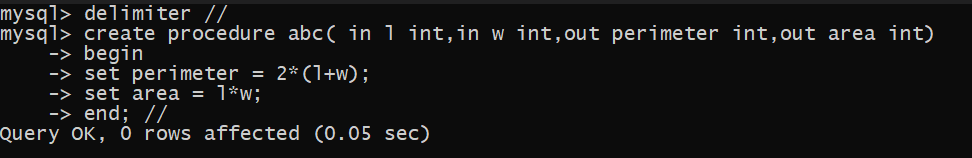 mysql> delimiter //
mysql> create procedure abc( in l int,in w int,out perimeter int,out area int)
    -> begin
    -> set perimeter = 2*(l+w);
    -> set area = l*w;
    -> end; //
Query OK, 0 rows affected (0.05 sec)